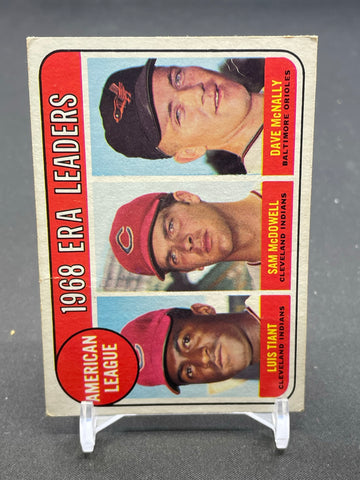 AMERICAN
LEAGUE
1968 ERA LEADERS
LUIS TIANT
CLEVELAND INDIANS
SAM McDOWELL
CLEVELAND INDIANS
DAVE McNALLY
BALTIMORE ORIOLES
C